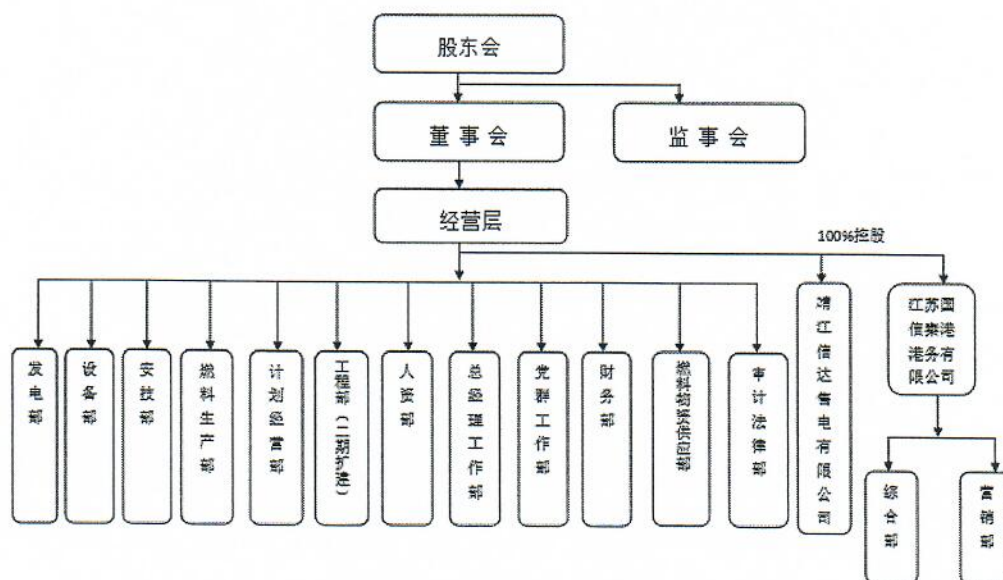 股东会
董事会
监事会
经营层
100%控股
发电部
设备部
安技部
燃料生产部
计划经营部
工程部（二期扩建）
人资部
总经理工作部
党群工作部
财务部
燃料物资供应部
审计法律部
靖江信达售电有限公司
江苏国
信秦港
港务有
限公司
综合部
营销部